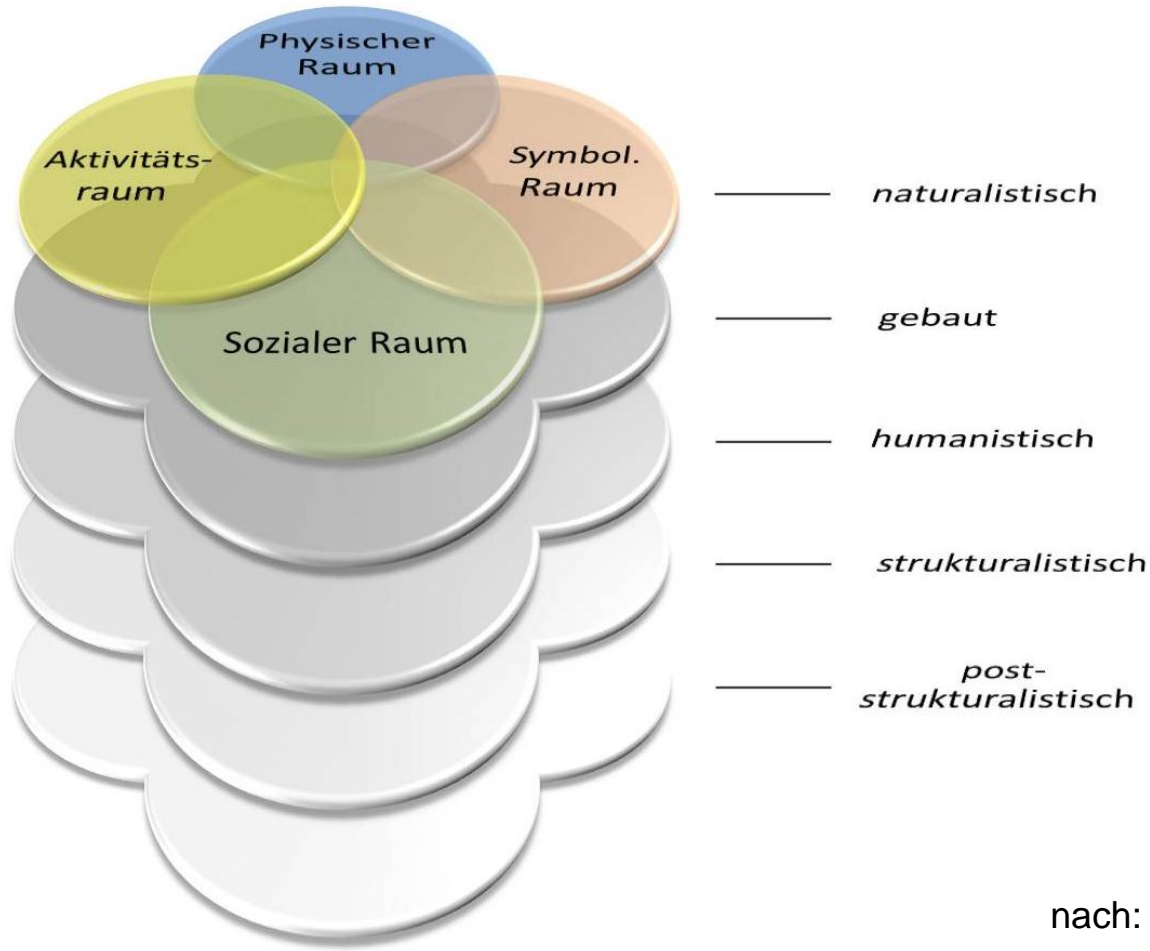 Physischer
Raum
Aktivitäts-
raum
Symbol.
Raum
Sozialer Raum
naturalistisch
gebaut
humanistisch
strukturalistisch
post-
strukturalistisch
nach: